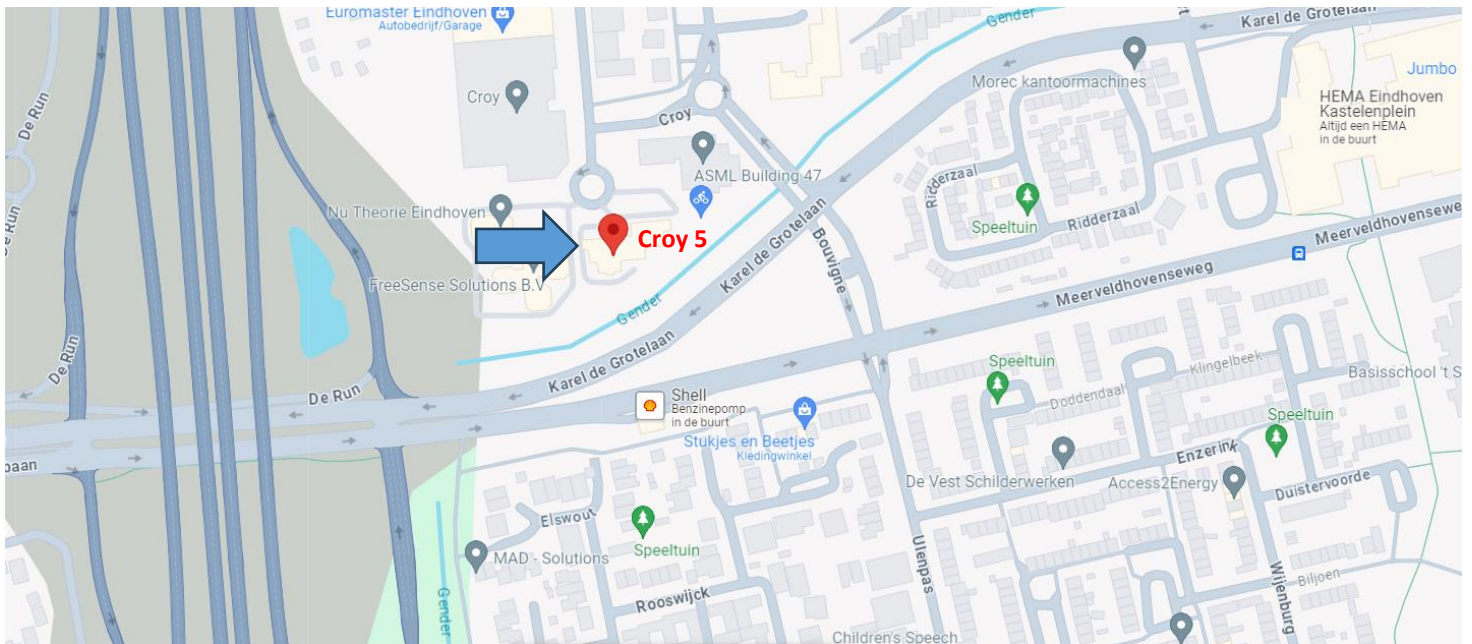 Euromaster Eindhoven
Autobedrijf/Garage
Karel de Grotelaan
De Run
Croy
Croy
Morec kantoormachines
Jumbo
HEMA Eindhoven
Kastelenplein
Altijd een HEMA
in de buurt
ASML Building 47
Ridderzaal
Nu Theorie Eindhoven
Speeltuin
Ridderzaal
De Run
Croy 5
Karel de Grotelaan
Bouvigne
Meerveldhovensewe
FreeSense Solutions B.V
Meerveldhovenseweg
Gender
De Run
Karel de Grotelaan
Speeltuin
Klingelbeek
De Run
Shell
Benzinepomp
in de buurt
Doddendaal
Basisschool 't S
Speeltuin
Stukjes en Beetjes
Kledingwinkel
Enzerink
paan
De Vest Schilderwerken
Access2Energy
Duistervoorde
Elswout
Speeltuin
MAD - Solutions
Ulenpas
Wijenburg
Biljoen
Rooswijck
Gender
Children's Speech